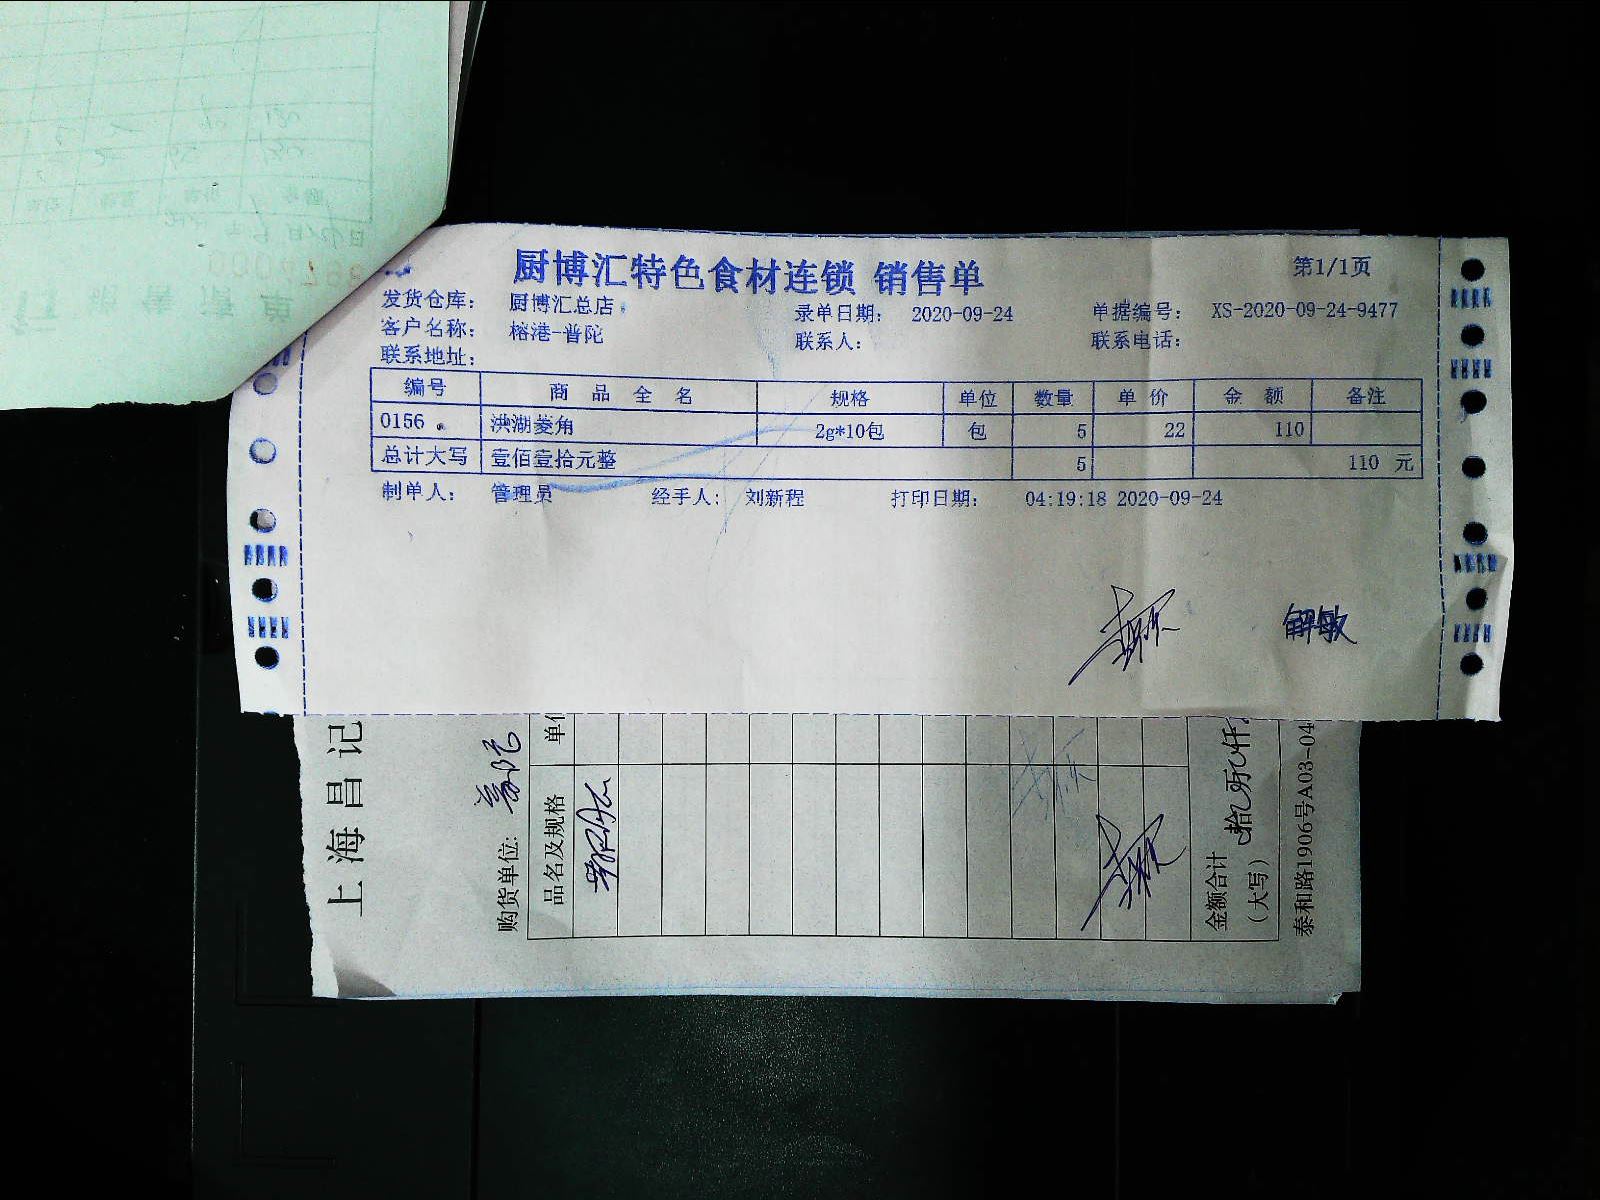 厨博汇特色食材连锁 销售单
第1/1页
发货仓库： 厨博汇总店 录单日期： 2020-09-24 单据编号： XS-2020-09-24-9477
客户名称： 榕港-普陀 联系人： 联系电话：
联系地址：
编号 商品全名 规格 单位 数量 单价 金额 备注
0156 洪湖菱角 2g*10包 包 5 22 110
总计大写 壹佰壹拾元整 5 110 元
制单人： 管理员 经手人： 刘新程 打印日期： 04:19:18 2020-09-24
解敏
上海昌记
购货单位：
品名及规格
金额合计
（大写） 拾 万 仟
泰和路1906号A03-04